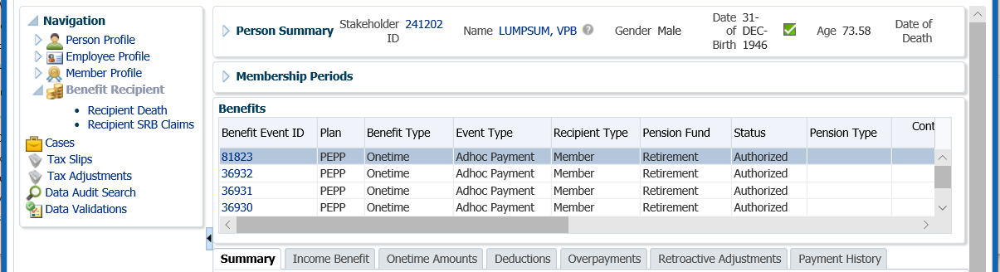 Navigation
Person Profile
Employee Profile
Member Profile
Benefit Recipient
• Recipient Death
• Recipient SRB Claims
Cases
Tax Slips
Tax Adjustments
Data Audit Search
Data Validations
Person Summary Stakeholder ID 241202 Name LUMPSUM, VPB Gender Male Date of Birth 31-DEC-1946 Age 73.58 Date of Death
Membership Periods
Benefits
Benefit Event ID Plan Benefit Type Event Type Recipient Type Pension Fund Status Pension Type Cont
81823 PEPP Onetime Adhoc Payment Member Retirement Authorized
36932 PEPP Onetime Adhoc Payment Member Retirement Authorized
36931 PEPP Onetime Adhoc Payment Member Retirement Authorized
36930 PEPP Onetime Adhoc Payment Member Retirement Authorized
Summary Income Benefit Onetime Amounts Deductions Overpayments Retroactive Adjustments Payment History